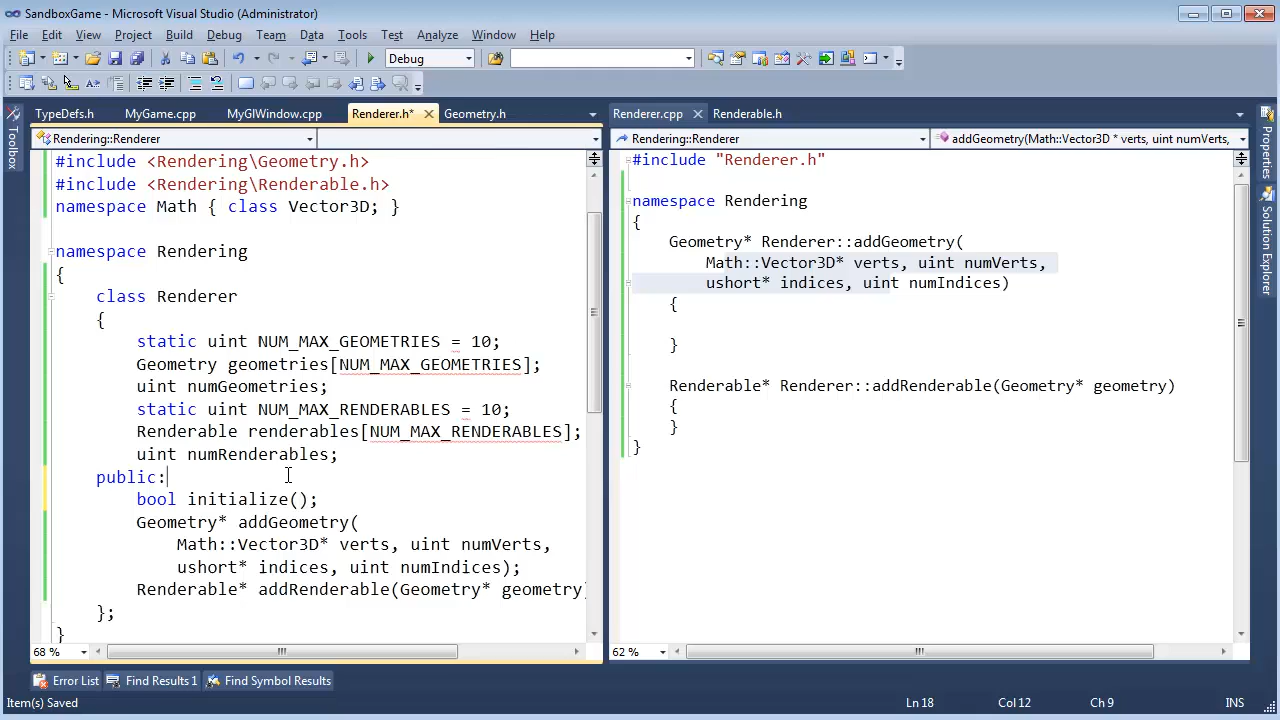 SandboxGame - Microsoft Visual Studio (Administrator)
File Edit View Project Build Debug Team Data Tools Test Analyze Window Help
Debug
TypeDefs.h MyGame.cpp MyGlWindow.cpp Renderer.h* Geometry.h
Renderer.cpp Renderable.h
Toolbox
Rendering::Renderer
Rendering::Renderer addGeometry(Math::Vector3D * verts, uint numVerts,
#include <Rendering\Geometry.h>
#include <Rendering\Renderable.h>
namespace Math { class Vector3D; }
namespace Rendering
{
class Renderer
{
static uint NUM_MAX_GEOMETRIES = 10;
Geometry geometries[NUM_MAX_GEOMETRIES];
uint numGeometries;
static uint NUM_MAX_RENDERABLES = 10;
Renderable renderables[NUM_MAX_RENDERABLES];
uint numRenderables;
public:
bool initialize();
Geometry* addGeometry(
Math::Vector3D* verts, uint numVerts,
ushort* indices, uint numIndices);
Renderable* addRenderable(Geometry* geometry)
};
}
68 %
#include "Renderer.h"
namespace Rendering
{
Geometry* Renderer::addGeometry(
Math::Vector3D* verts, uint numVerts,
ushort* indices, uint numIndices)
{
}
Renderable* Renderer::addRenderable(Geometry* geometry)
{
}
}
62 %
Properties
Solution Explorer
Error List Find Results 1 Find Symbol Results
Item(s) Saved Ln 18 Col 12 Ch 9 INS